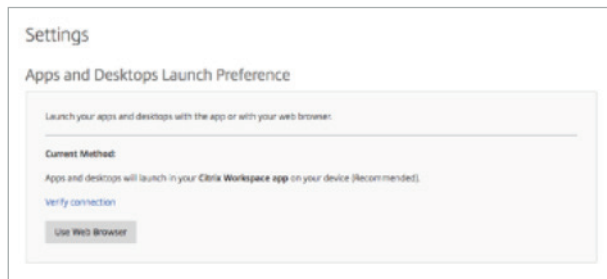 Settings
Apps and Desktops Launch Preference
Launch your apps and desktops with the app or with your web browser.
Current Method:
Apps and desktops will launch in your Citrix Workspace app on your device (Recommended).
Verify connection
Use Web Browser